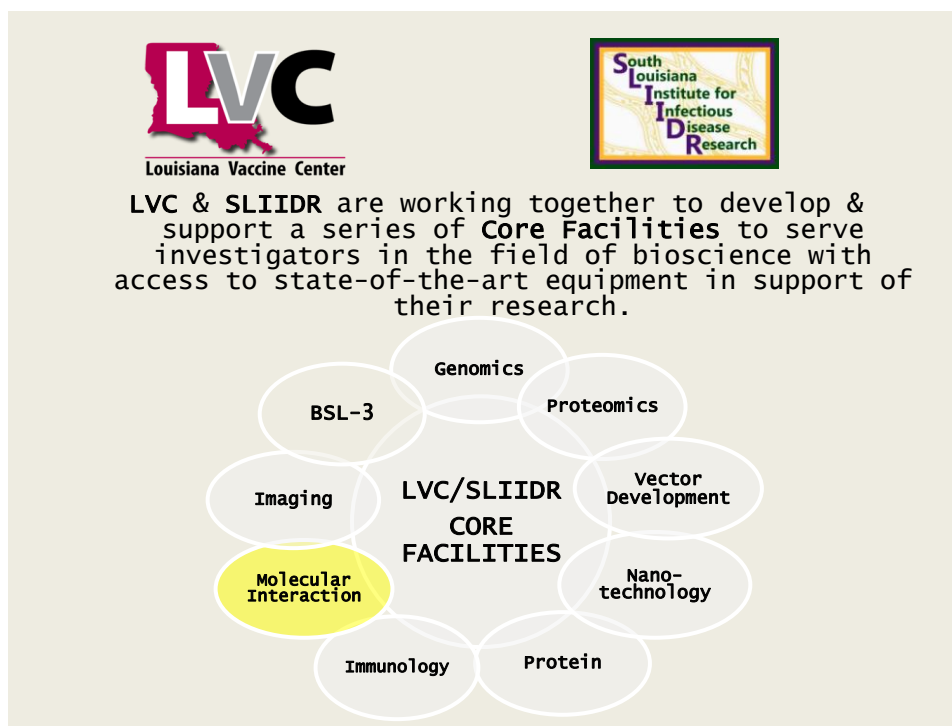 LVC
Louisiana Vaccine Center
South
Louisiana
Institute for
Infectious
Disease
Research
LVC & SLIIDR are working together to develop &
support a series of Core Facilities to serve
investigators in the field of bioscience with
access to state-of-the-art equipment in support of
their research.
Genomics
Proteomics
Vector
Development
Nano-
technology
Protein
Immunology
Molecular
Interaction
Imaging
BSL-3
LVC/SLIIDR
CORE
FACILITIES